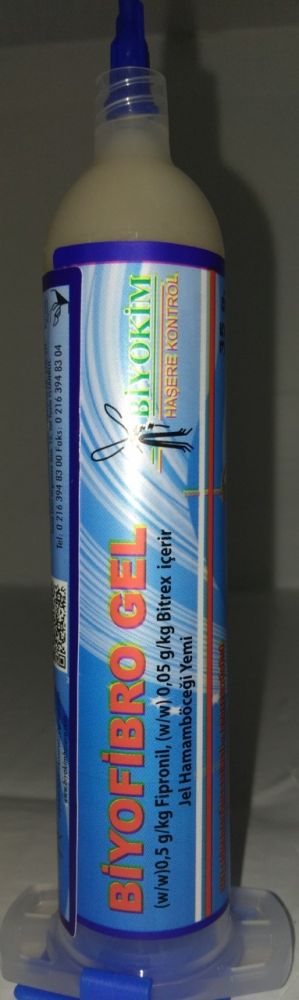 BİYOKİM
HAŞERE KONTROL
BİYOFİBRO GEL
(w/w)0,5 g/kg Fipronil, (w/w) 0,05 g/kg Bitrex içerir
Jel Hamamböceği Yemi
Tel: 0 216 394 83 00 Faks: 0 216 394 83 04
35